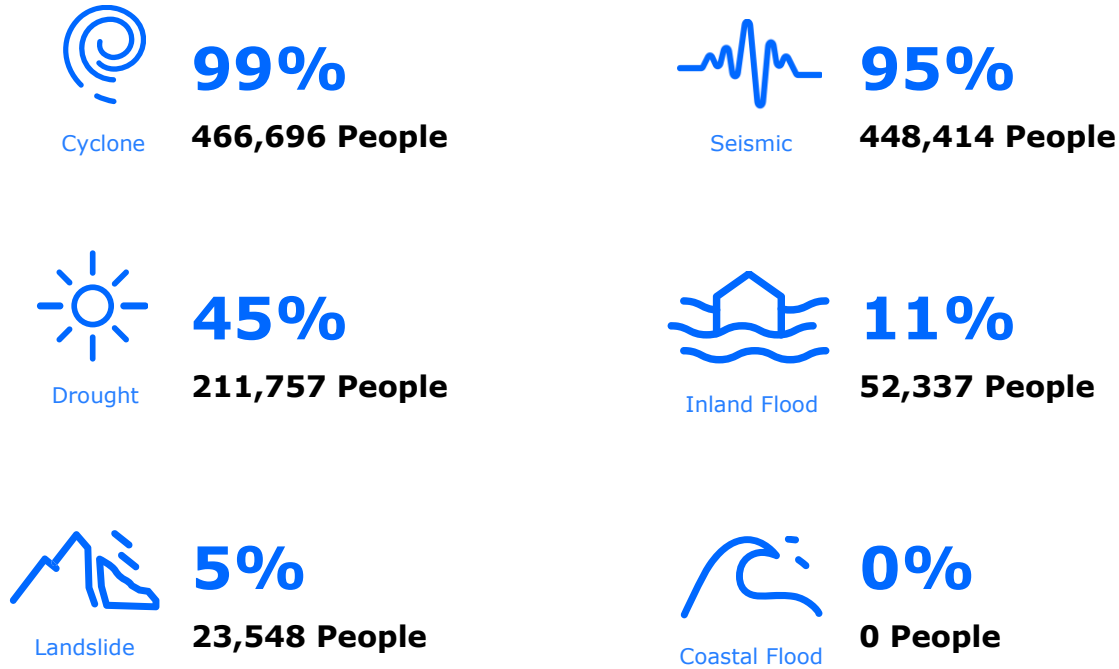 99%
466,696 People
Cyclone
95%
448,414 People
Seismic
45%
211,757 People
Drought
11%
52,337 People
Inland Flood
5%
23,548 People
Landslide
0%
0 People
Coastal Flood